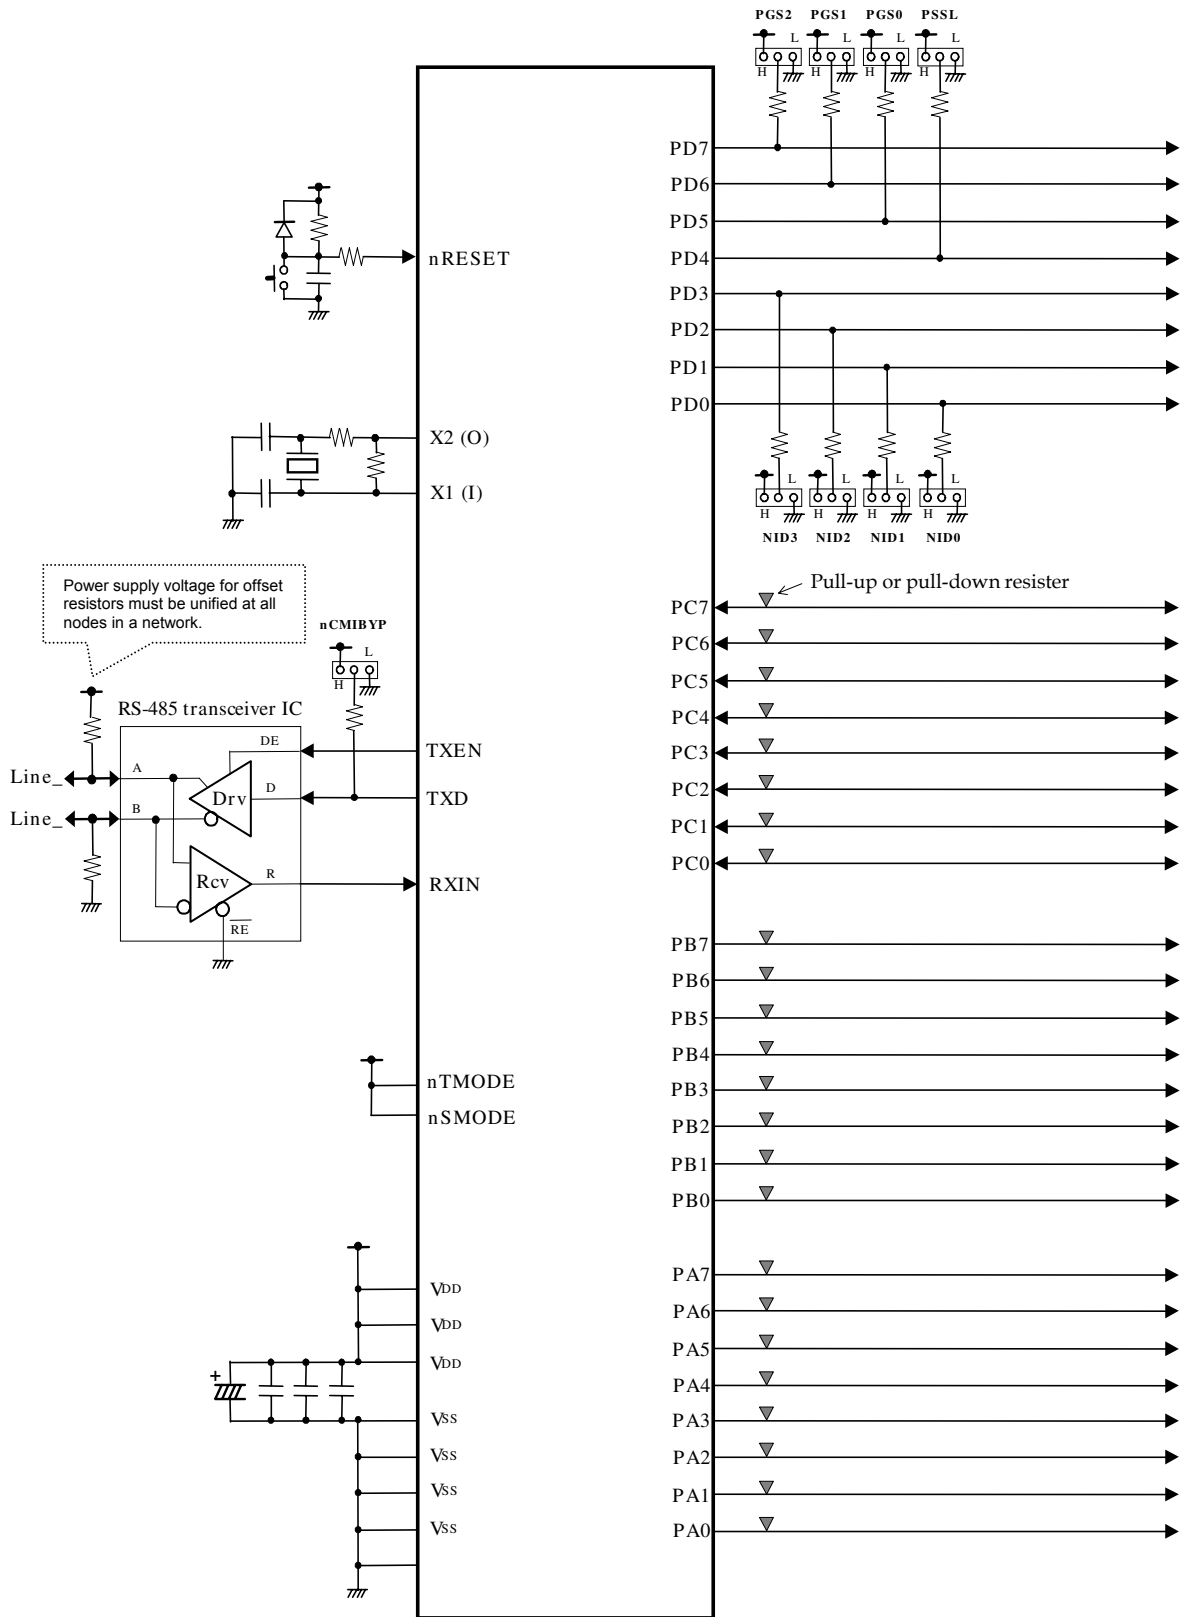 PGS2 PGS1 PGS0 PSSL
L L L L
H H H H
PD7
PD6
PD5
PD4
PD3
PD2
PD1
PD0
L L L L
H H H H
NID3 NID2 NID1 NID0
nRESET
X2 (O)
X1 (I)
Power supply voltage for offset
resistors must be unified at all
nodes in a network.
nCMIBYP
L
H
RS-485 transceiver IC
DE
TXEN
Line_
A
Drv
D
TXD
Line_
B
Rcv
R
RXIN
RE
nTMODE
nSMODE
VDD
VDD
VDD
+
VSS
VSS
VSS
VSS
Pull-up or pull-down resister
PC7
PC6
PC5
PC4
PC3
PC2
PC1
PC0
PB7
PB6
PB5
PB4
PB3
PB2
PB1
PB0
PA7
PA6
PA5
PA4
PA3
PA2
PA1
PA0